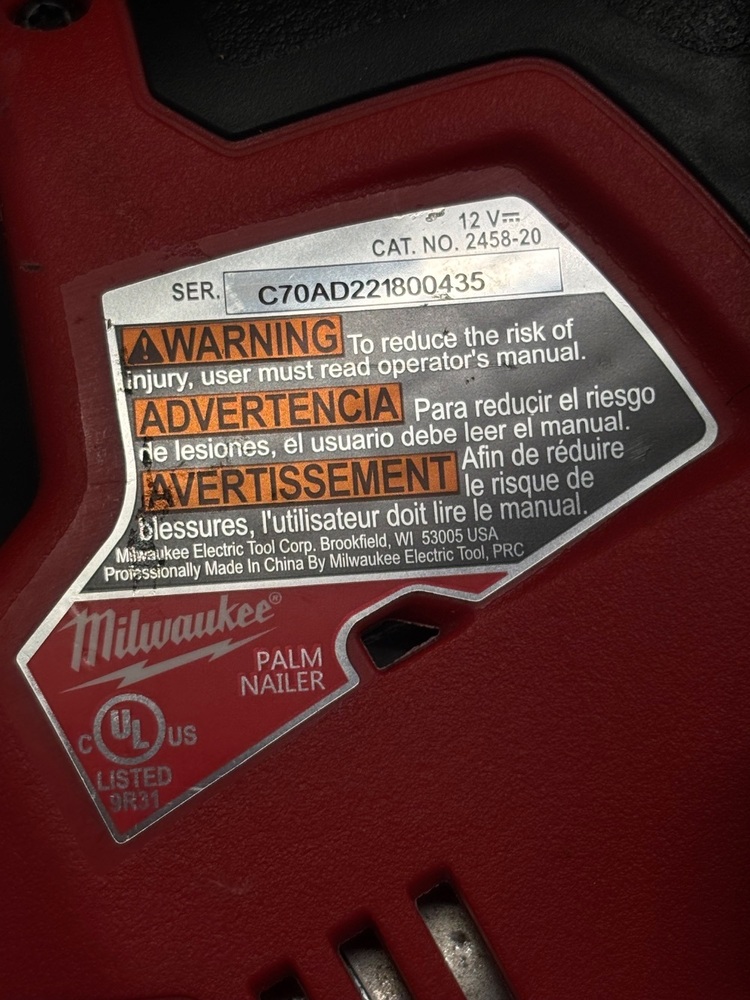 12 V⎓
CAT. NO. 2458-20
SER. C70AD221800435
⚠WARNING To reduce the risk of
injury, user must read operator's manual.
ADVERTENCIA Para reducir el riesgo
de lesiones, el usuario debe leer el manual.
AVERTISSEMENT Afin de réduire
le risque de
blessures, l'utilisateur doit lire le manual.
Milwaukee Electric Tool Corp. Brookfield, WI 53005 USA
Professionally Made In China By Milwaukee Electric Tool, PRC
Milwaukee®
PALM
NAILER
C UL US
LISTED
9R31